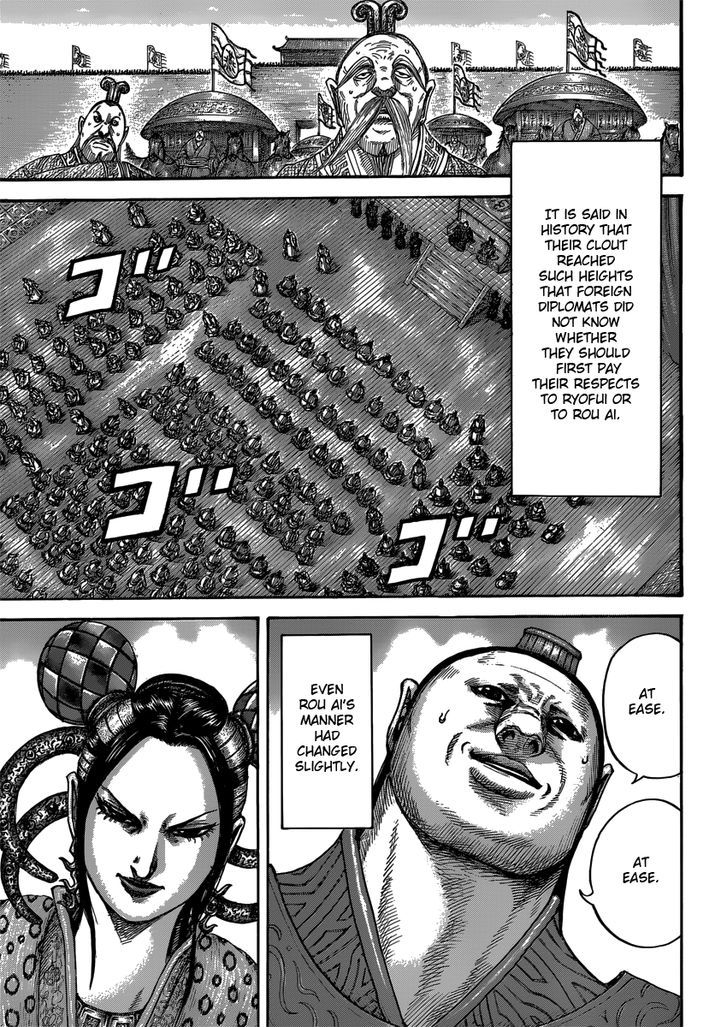 IT IS SAID IN
HISTORY THAT
THEIR CLOUT
REACHED
SUCH HEIGHTS
THAT FOREIGN
DIPLOMATS DID
NOT KNOW
WHETHER
THEY SHOULD
FIRST PAY
THEIR RESPECTS
TO RYOFUI OR
TO ROU AI.
ゴ
ゴ
ゴ
AT
EASE.
EVEN
ROU AI'S
MANNER
HAD
CHANGED
SLIGHTLY.
AT
EASE.